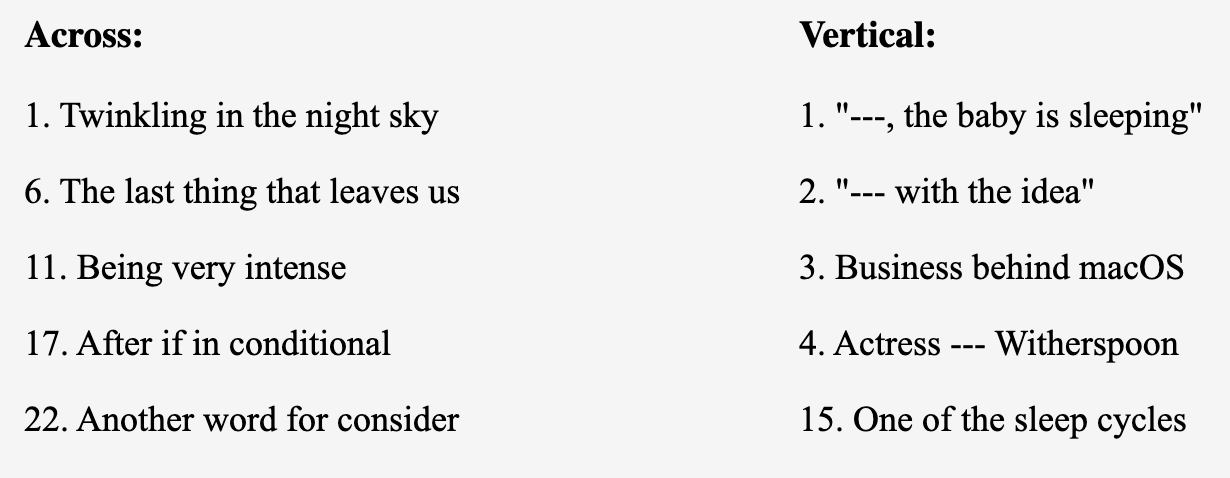 Across:
1. Twinkling in the night sky
6. The last thing that leaves us
11. Being very intense
17. After if in conditional
22. Another word for consider
Vertical:
1. "---, the baby is sleeping"
2. "--- with the idea"
3. Business behind macOS
4. Actress --- Witherspoon
15. One of the sleep cycles